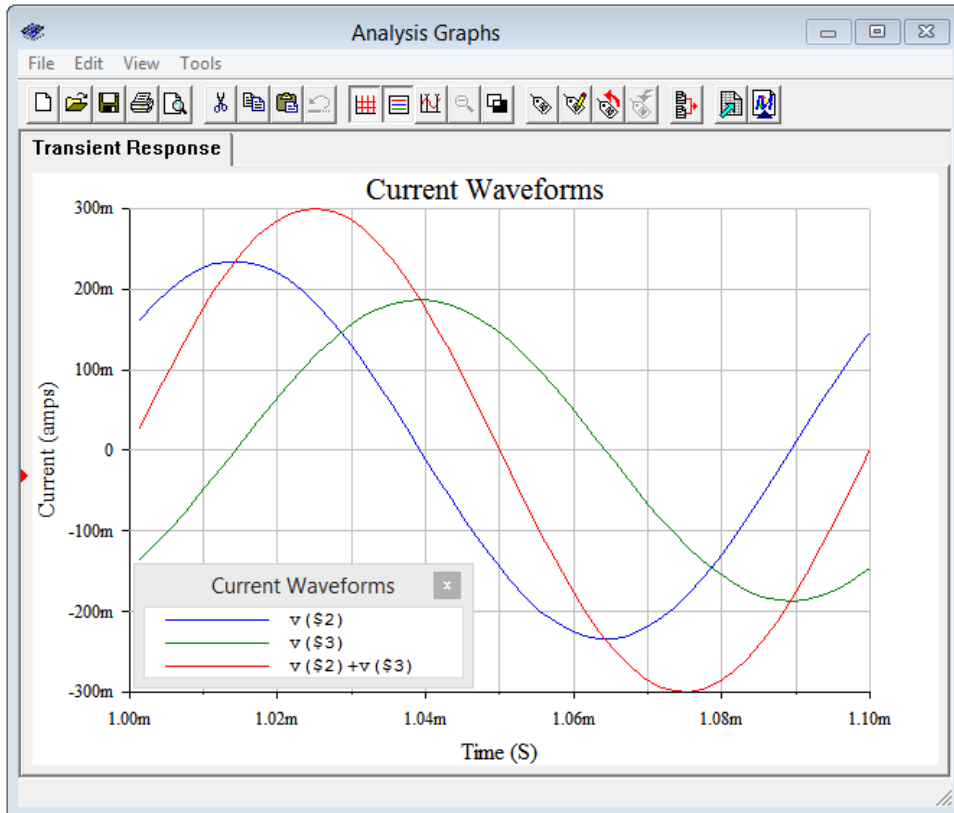 Analysis Graphs
File Edit View Tools
Transient Response
Current Waveforms
300m
200m
100m
0
-100m
-200m
-300m
Current (amps)
Current Waveforms
x
v($2)
v($3)
v($2)+v($3)
1.00m 1.02m 1.04m 1.06m 1.08m 1.10m
Time (S)